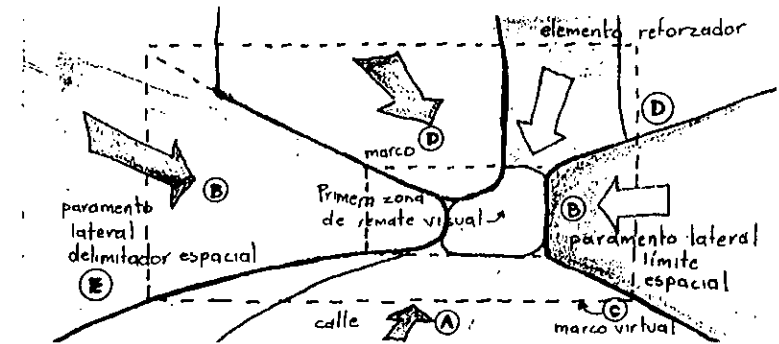 elemento reforzador
D
D
marco
B
Primera zona
de remate visual
B
paramento
lateral
delimitador espacial
E
paramento lateral
límite
espacial
C
calle
A
marco virtual